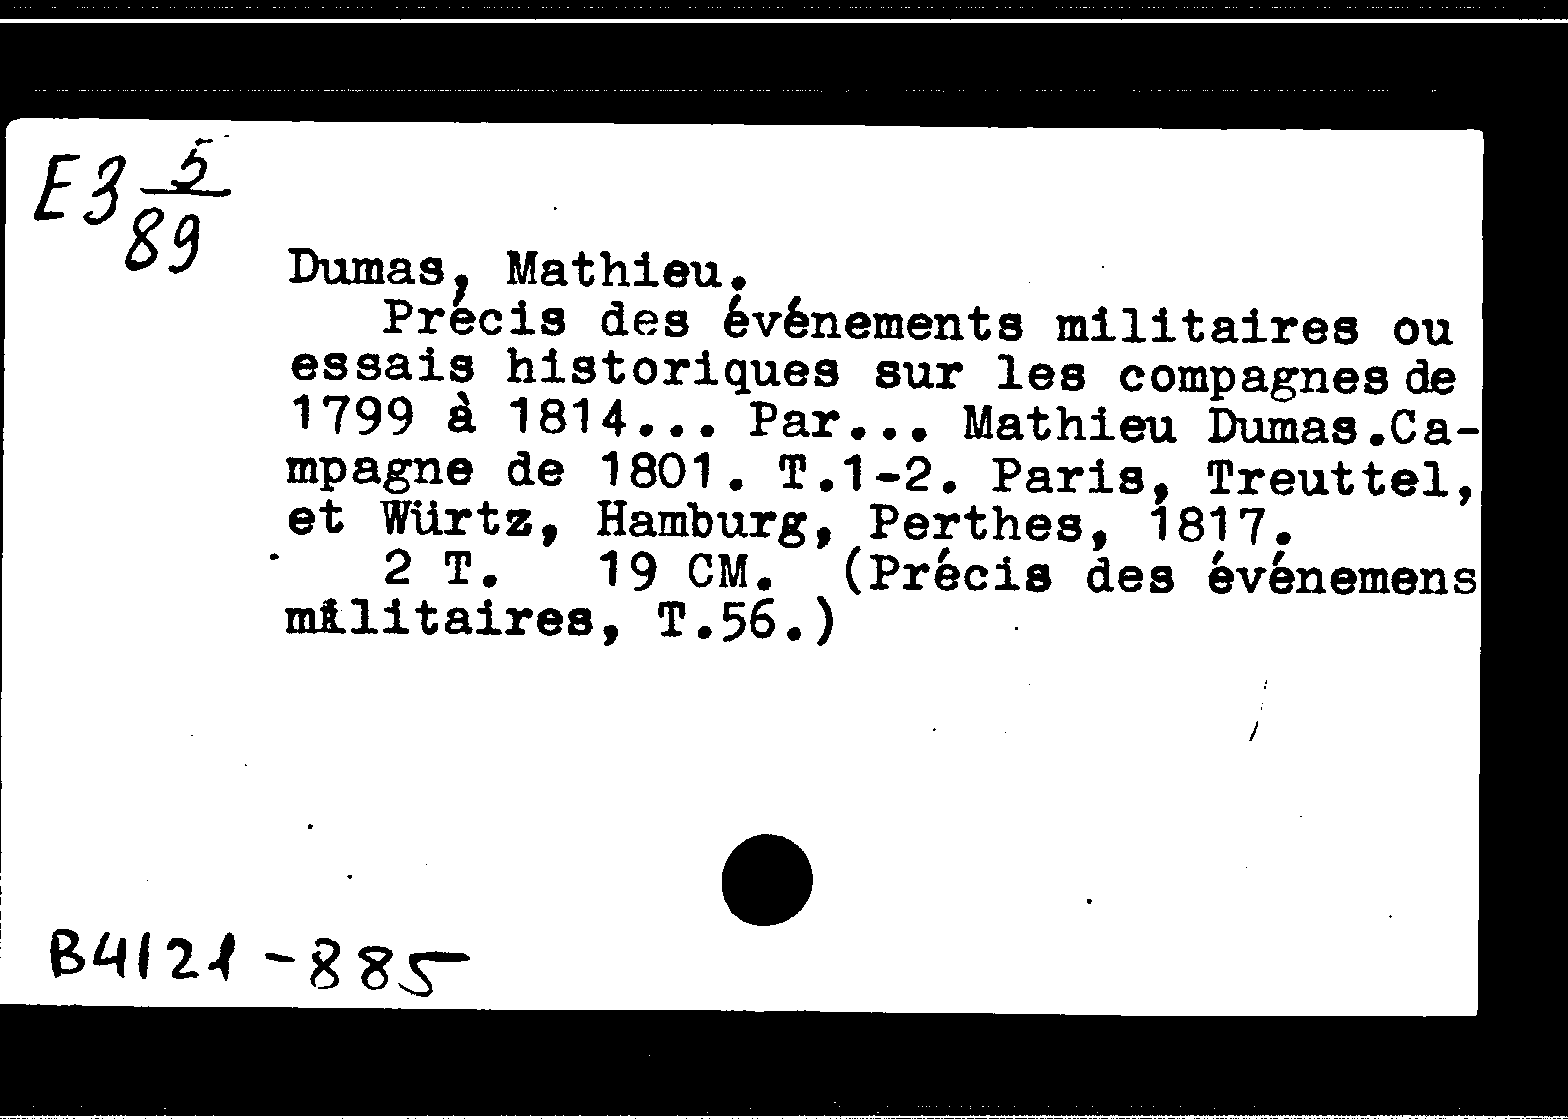 E3 5/89
Dumas, Mathieu.
Précis des événements militaires ou
essais historiques sur les compagnes de
1799 à 1814... Par... Mathieu Dumas.Ca-
mpagne de 1801. T.1-2. Paris, Treuttel,
et Würtz, Hamburg, Perthes, 1817.
2 T. 19 CM. (Précis des événemens
militaires, T.56.)
B4121-885